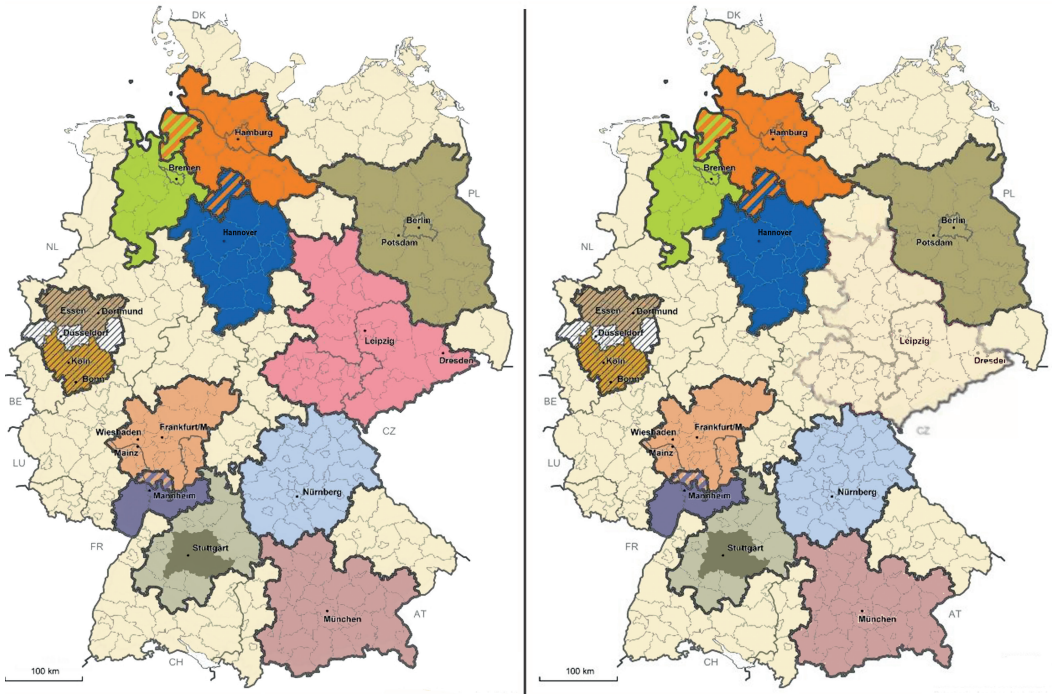 DK
Hamburg
Bremen
PL
Berlin
Hannover
Potsdam
NL
Essen
Dortmund
Düsseldorf
Leipzig
Köln
Dresden
Bonn
BE
Wiesbaden
Frankfurt/M.
CZ
Mainz
LU
Mannheim
Nürnberg
FR
Stuttgart
AT
München
CH
100 km
DK
Hamburg
Bremen
PL
Berlin
Hannover
Potsdam
NL
Essen
Dortmund
Düsseldorf
Leipzig
Köln
Dresden
Bonn
BE
Wiesbaden
Frankfurt/M.
CZ
Mainz
LU
Mannheim
Nürnberg
FR
Stuttgart
AT
München
CH
100 km